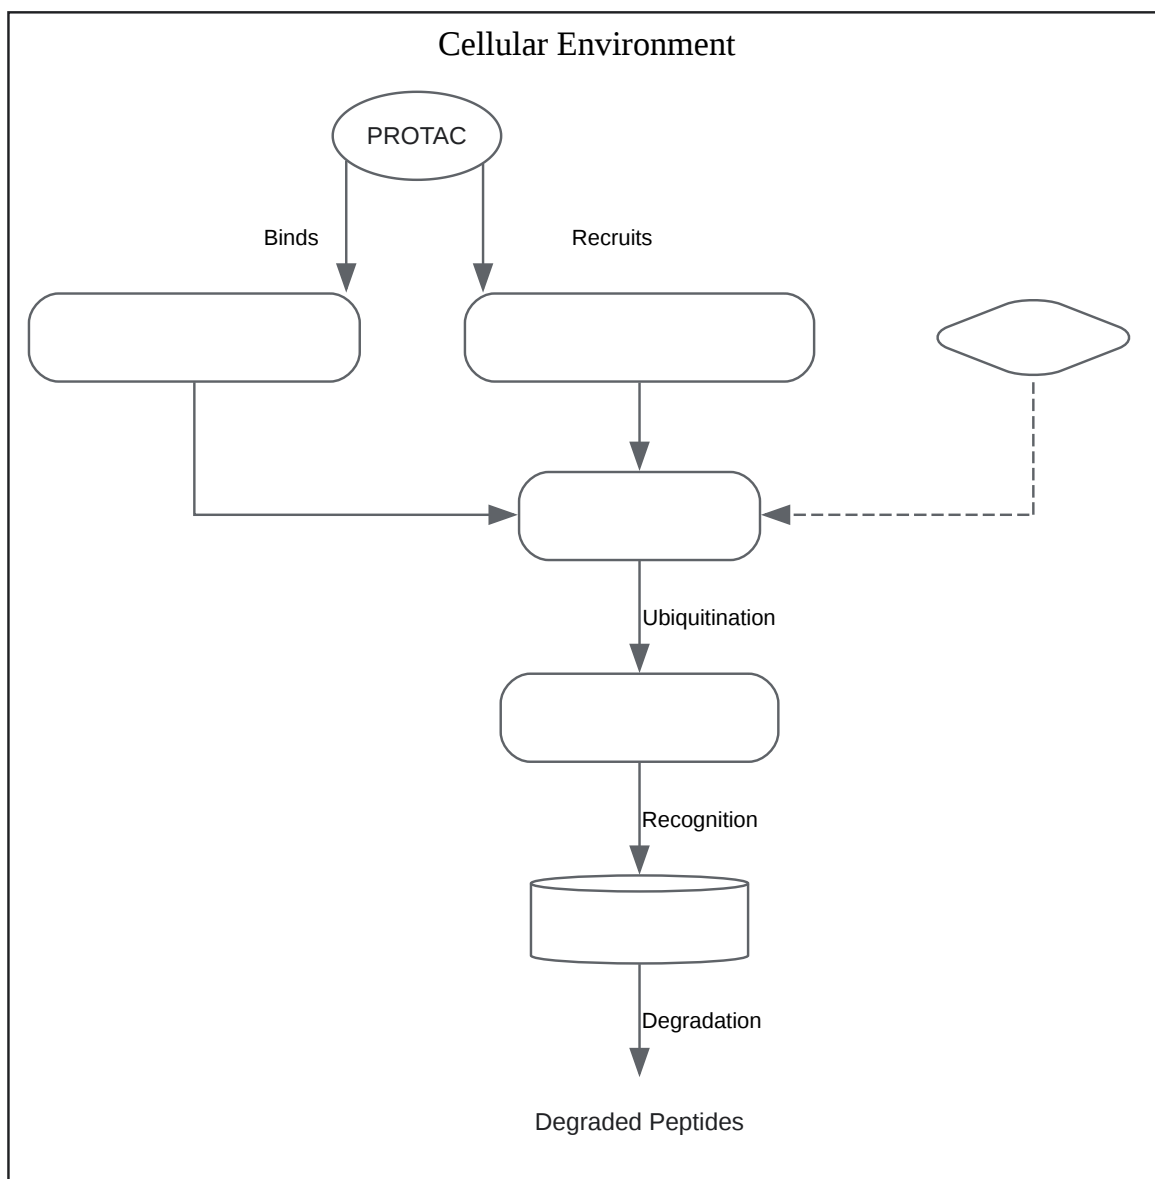 Cellular Environment
PROTAC
Binds
Recruits
Ubiquitination
Recognition
Degradation
Degraded Peptides